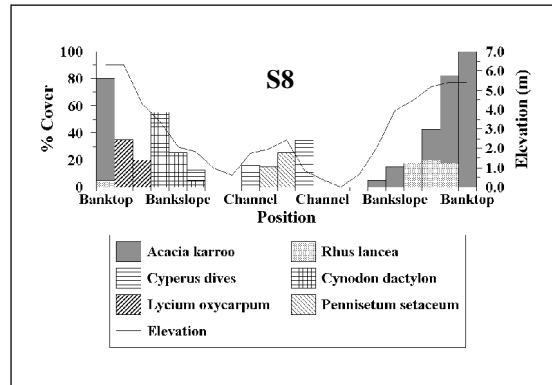 S8
% Cover
100
80
60
40
20
0
Elevation (m)
7.0
6.0
5.0
4.0
3.0
2.0
1.0
0.0
Banktop Bankslope Channel Channel Bankslope Banktop
Position
Acacia karroo Rhus lancea
Cyperus dives Cynodon dactylon
Lycium oxycarpum Pennisetum setaceum
Elevation